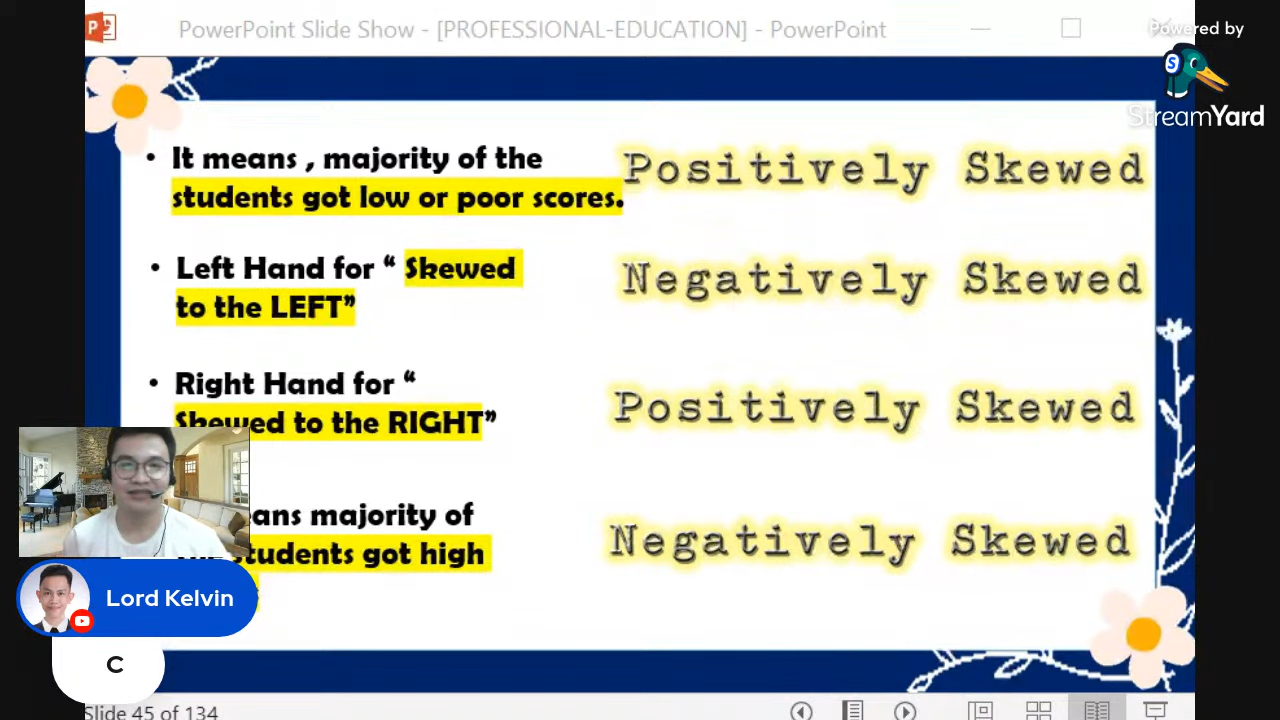 PowerPoint Slide Show - [PROFESSIONAL-EDUCATION] - PowerPoint
Powered by
StreamYard
• It means , majority of the
students got low or poor scores.
Positively Skewed
• Left Hand for “ Skewed
to the LEFT”
Negatively Skewed
• Right Hand for “
Skewed to the RIGHT”
Positively Skewed
ans majority of
students got high
Negatively Skewed
Lord Kelvin
C
Slide 45 of 134